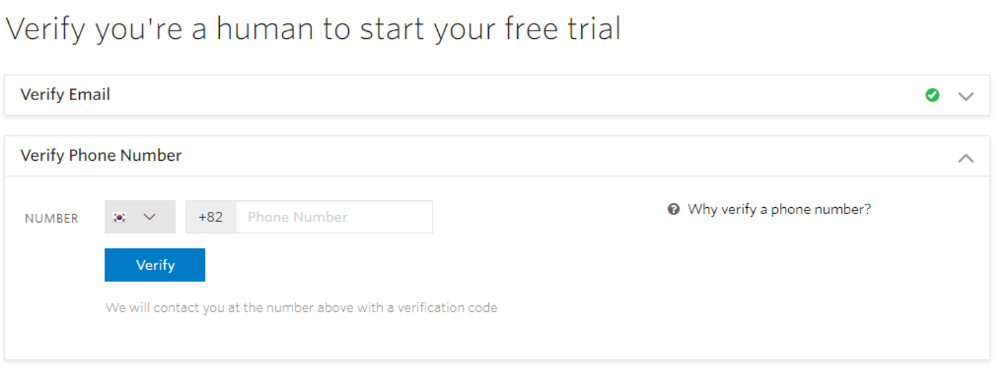 Verify you're a human to start your free trial
Verify Email
Verify Phone Number
NUMBER +82 Phone Number
Why verify a phone number?
Verify
We will contact you at the number above with a verification code